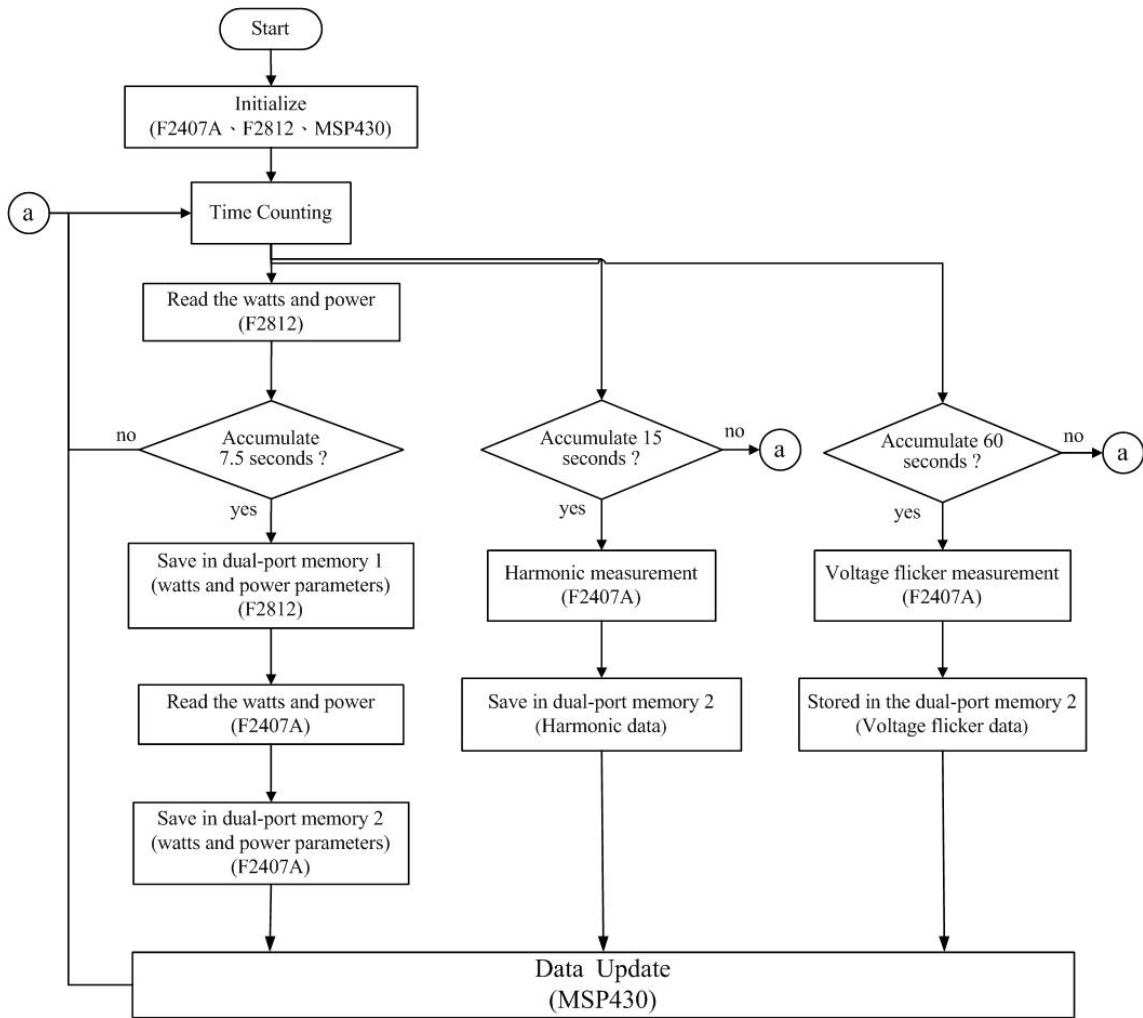 Start
Initialize
(F2407A、F2812、MSP430)
a
Time Counting
Read the watts and power
(F2812)
no
Accumulate
7.5 seconds ?
yes
Accumulate 15
seconds ?
no
a
yes
Accumulate 60
seconds ?
no
a
yes
Save in dual-port memory 1
(watts and power parameters)
(F2812)
Harmonic measurement
(F2407A)
Voltage flicker measurement
(F2407A)
Read the watts and power
(F2407A)
Save in dual-port memory 2
(Harmonic data)
Stored in the dual-port memory 2
(Voltage flicker data)
Save in dual-port memory 2
(watts and power parameters)
(F2407A)
Data Update
(MSP430)